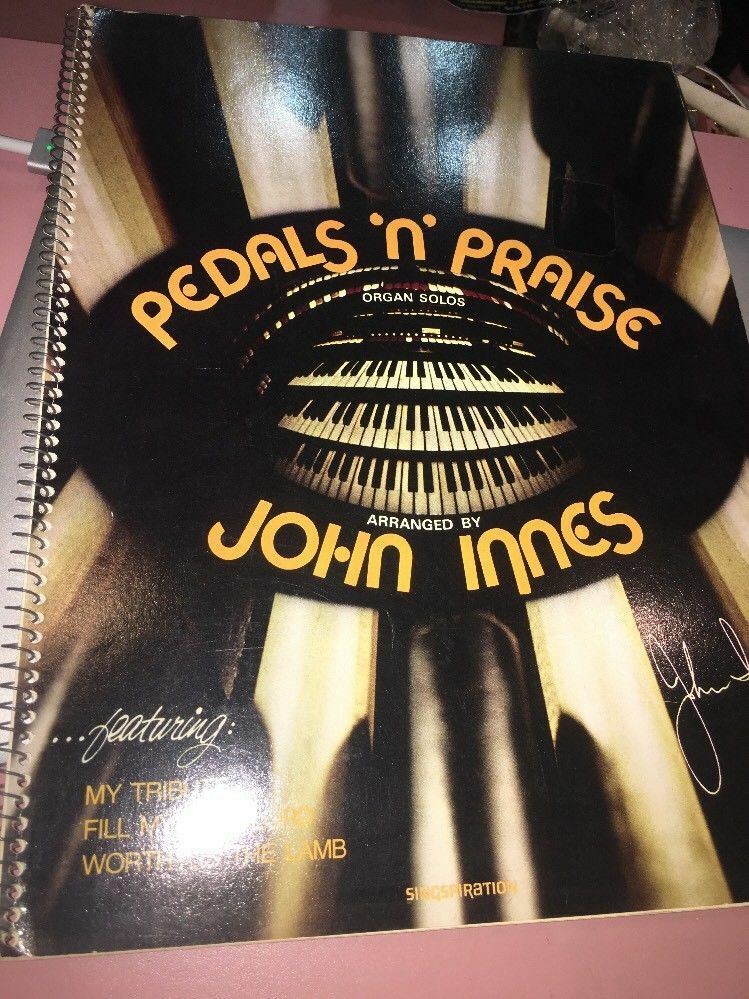 PEDALS 'N' PRAISE
ORGAN SOLOS
ARRANGED BY
JOHN INNES
...featuring:
MY TRIBUTE
FILL MY
WORTHY IS THE LAMB
SINGSPIRATION